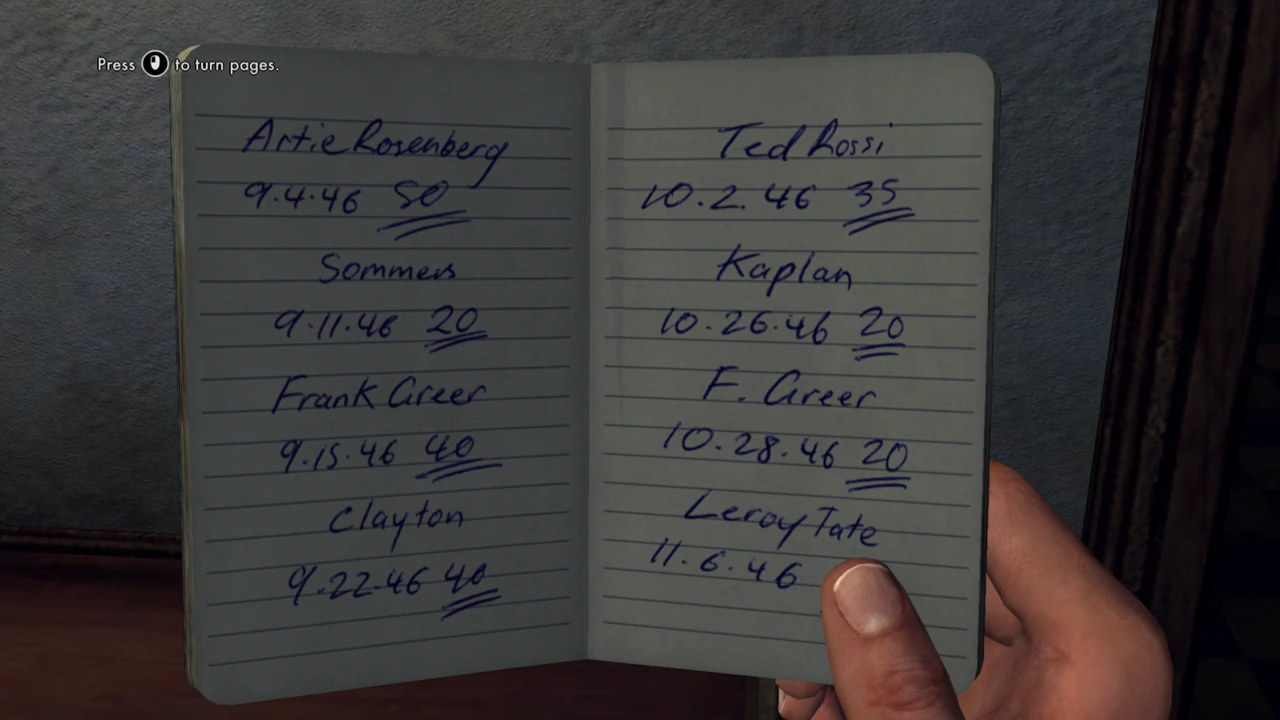 Press to turn pages.
Artie Rosenberg
9.4.46 50
Sommers
9.11.46 20
Frank Greer
9.15.46 40
Clayton
9.22.46 40
Ted Rossi
10.2.46 35
Kaplan
10.26.46 20
F. Greer
10.28.46 20
Leroy Tate
11.6.46